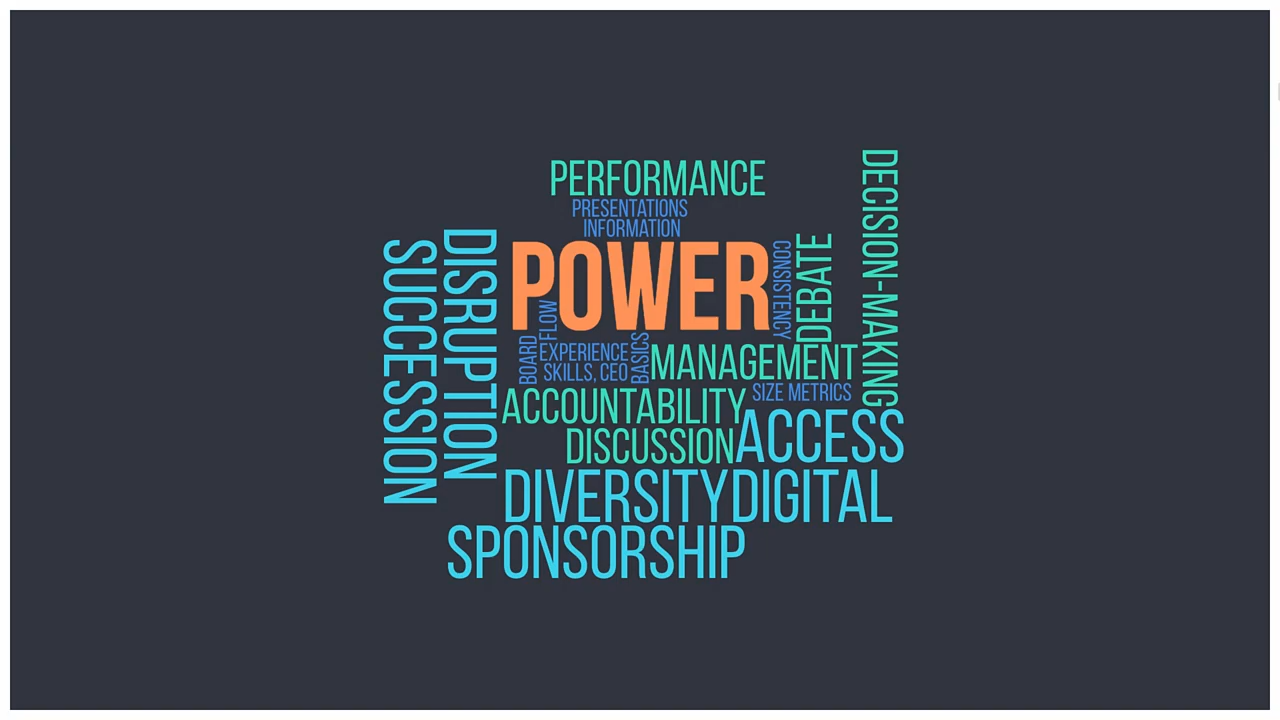 PERFORMANCE
PRESENTATIONS
INFORMATION
DECISION-MAKING
SUCCESSION
DISRUPTION
POWER
CONSISTENCY
DEBATE
FLOW
BOARD
EXPERIENCE
SKILLS, CEO
BASICS
MANAGEMENT
SIZE METRICS
ACCOUNTABILITY
ACCESS
DISCUSSION
DIVERSITY
DIGITAL
SPONSORSHIP